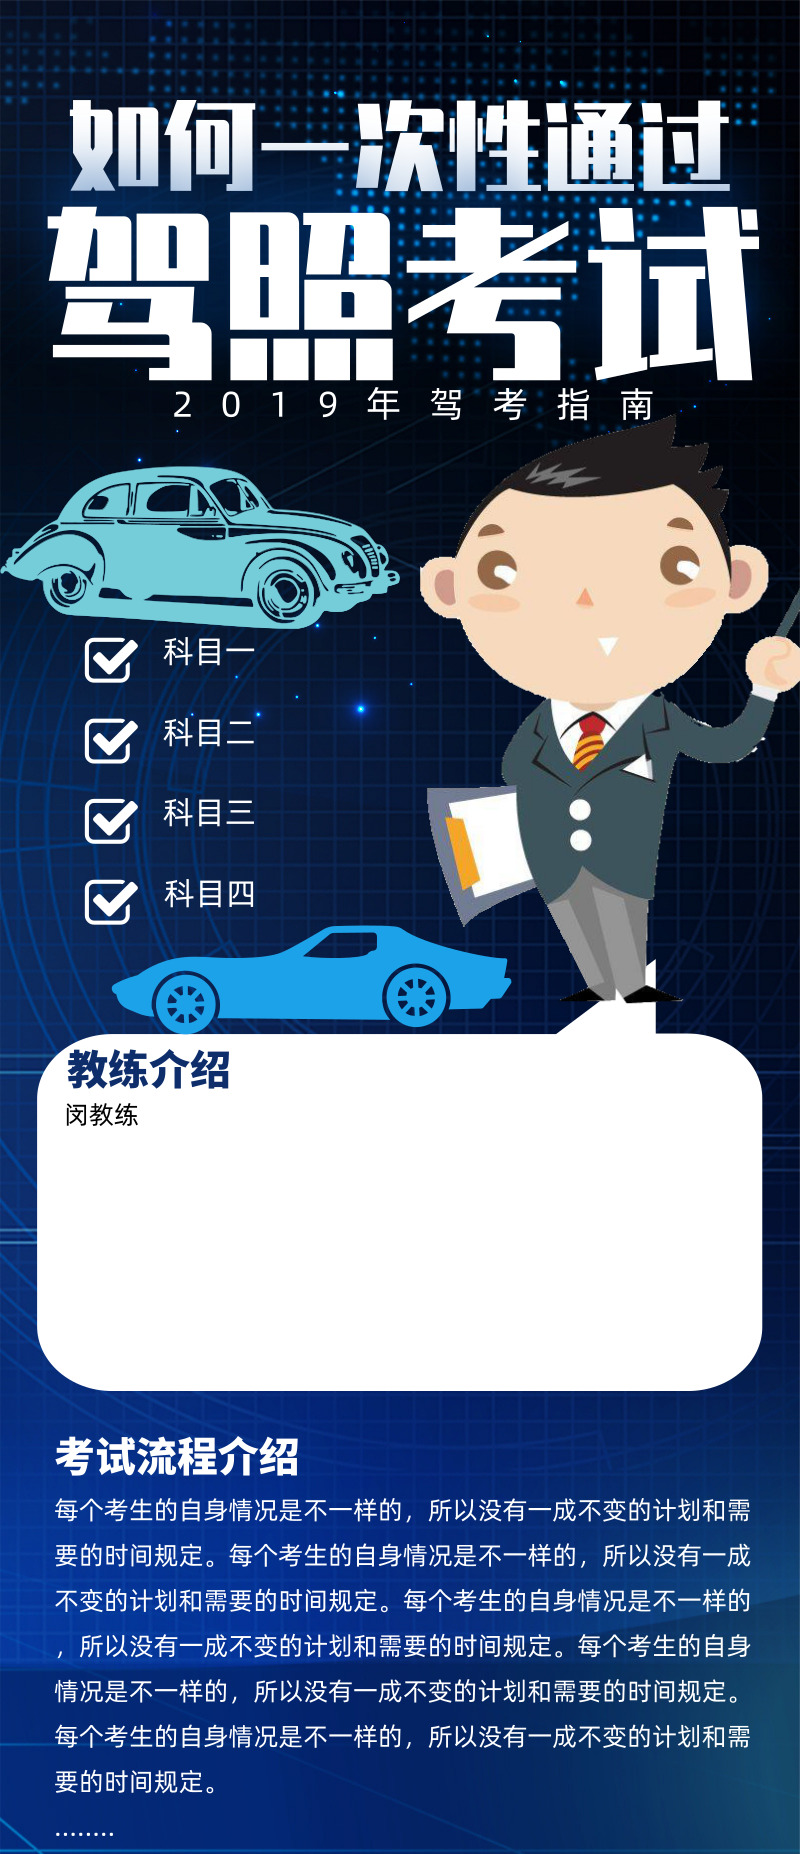 如何一次性通过
驾照考试
2019年驾考指南
科目一
科目二
科目三
科目四
教练介绍
闵教练
考试流程介绍
每个考生的自身情况是不一样的，所以没有一成不变的计划和需
要的时间规定。每个考生的自身情况是不一样的，所以没有一成
不变的计划和需要的时间规定。每个考生的自身情况是不一样的
，所以没有一成不变的计划和需要的时间规定。每个考生的自身
情况是不一样的，所以没有一成不变的计划和需要的时间规定。
每个考生的自身情况是不一样的，所以没有一成不变的计划和需
要的时间规定。
........